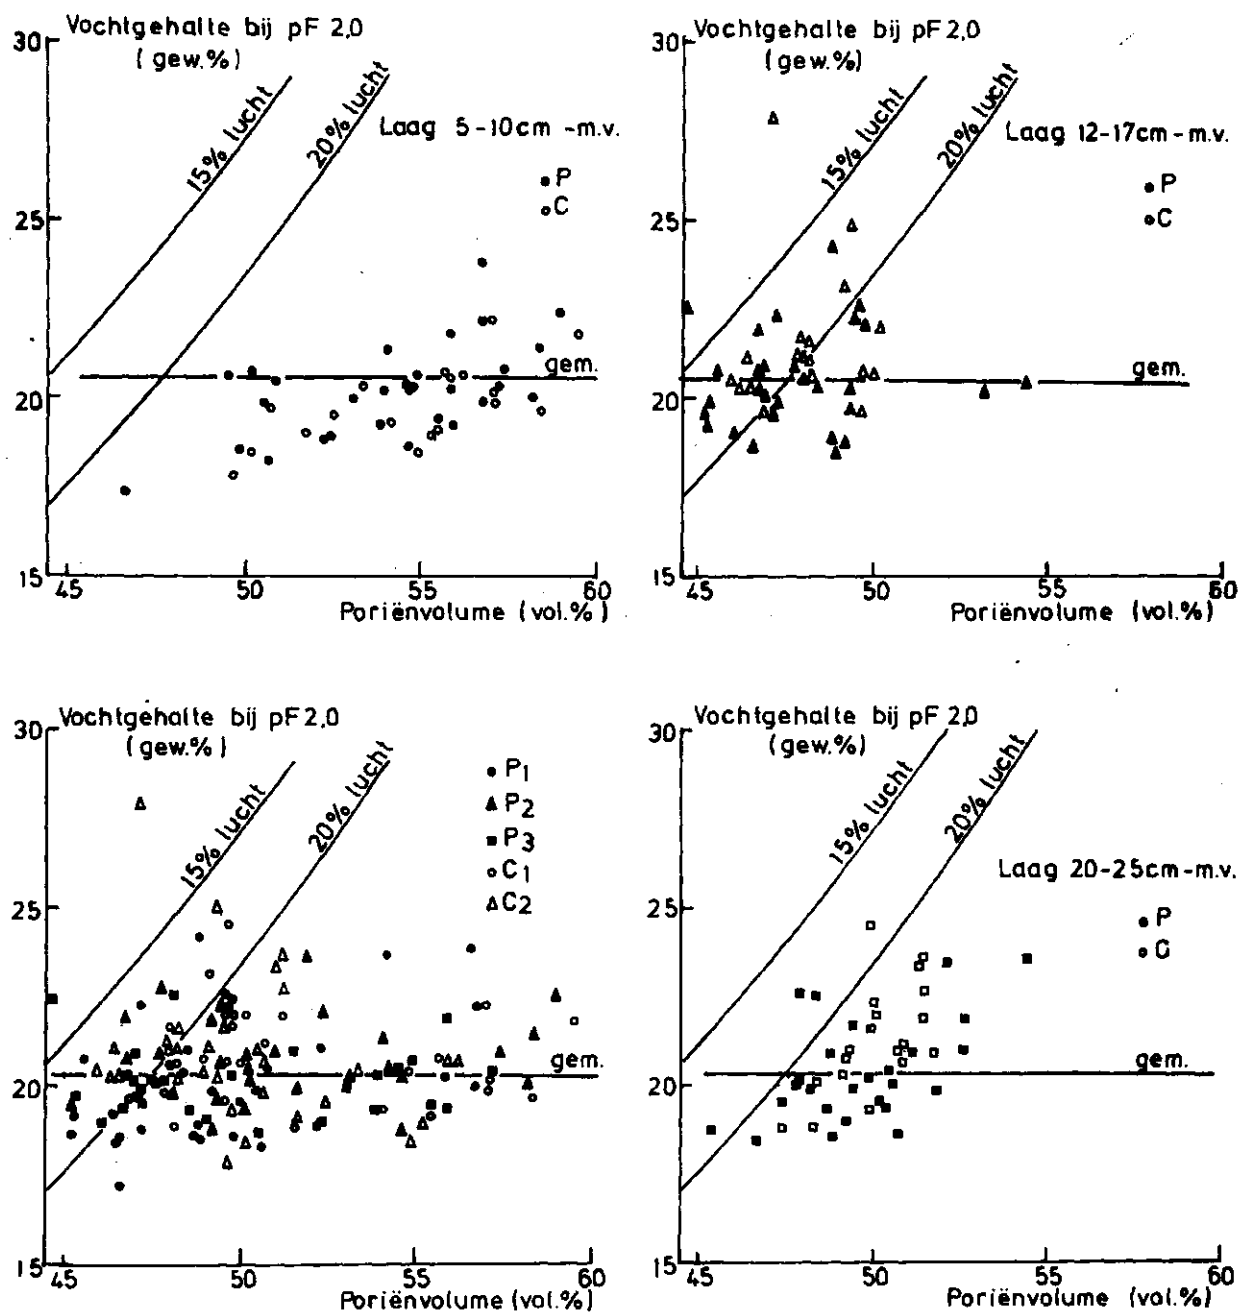 Vochtgehalte bij pF 2,0
(gew.%)
30
25
20
15
15% lucht
20% lucht
Laag 5-10cm -m.v.
P
C
gem.
45 50 55 60
Poriënvolume (vol.%)
Vochtgehalte bij pF 2,0
(gew.%)
30
25
20
15
15% lucht
20% lucht
Laag 12-17cm-m.v.
P
C
gem.
45 50 55 60
Poriënvolume (vol.%)
Vochtgehalte bij pF 2,0
(gew.%)
30
25
20
15
15% lucht
20% lucht
P1
P2
P3
C1
C2
gem.
45 50 55 60
Poriënvolume (vol.%)
Vochtgehalte bij pF 2,0
(gew.%)
30
25
20
15
15% lucht
20% lucht
Laag 20-25cm-m.v.
P
C
gem.
45 50 55 60
Poriënvolume (vol.%)